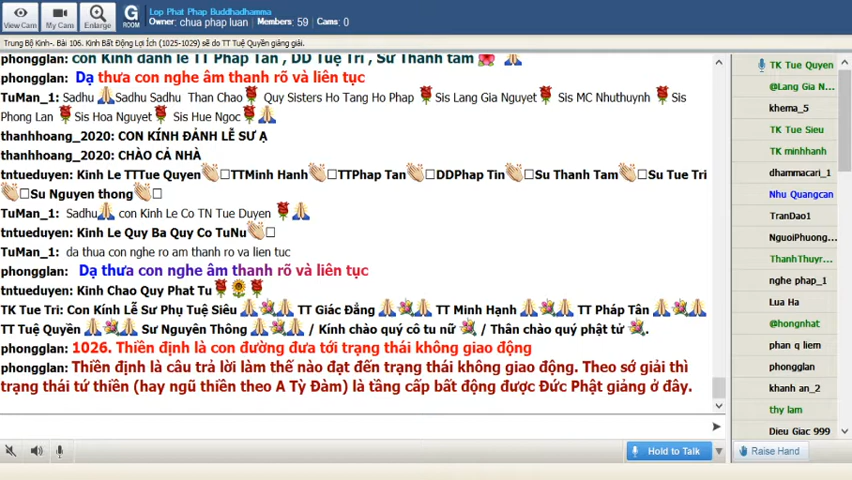 View Cam
My Cam
Enlarge
G ROOM
Lop Phat Phap Buddhadhamma
Owner: chua phap luan Members: 59 Cams: 0
Trung Bộ Kinh-. Bài 106. Kinh Bất Động Lợi Ích (1025-1029) sẽ do TT Tuệ Quyền giảng giải.
phongglan: con Kính đảnh lễ TT Pháp Tân , DD Tuệ Trí , Sư Thanh tâm
phongglan: Dạ thưa con nghe âm thanh rõ và liên tục
TuMan_1: Sadhu Sadhu Sadhu Than Chao Quy Sisters Ho Tang Ho Phap Sis Lang Gia Nguyet Sis MC Nhuthuynh Sis
Phong Lan Sis Hoa Nguyet Sis Hue Ngoc
thanhhoang_2020: CON KÍNH ĐẢNH LỄ SƯ Ạ
thanhhoang_2020: CHÀO CẢ NHÀ
tntueduyen: Kinh Le TTTue Quyen TTMinh Hanh TTPhap Tan DDPhap Tin Su Thanh Tam Su Tue Tri
Su Nguyen thong
TuMan_1: Sadhu con Kinh Le Co TN Tue Duyen
tntueduyen: Kinh Le Quy Ba Quy Co TuNu
TuMan_1: da thua con nghe ro am thanh ro va lien tuc
phongglan: Dạ thưa con nghe âm thanh rõ và liên tục
tntueduyen: Kinh Chao Quy Phat Tu
TK Tue Tri: Con Kính Lễ Sư Phụ Tuệ Siêu TT Giác Đẳng TT Minh Hạnh TT Pháp Tân
TT Tuệ Quyền Sư Nguyên Thông / Kính chào quý cô tu nữ / Thân chào quý phật tử .
phongglan: 1026. Thiền định là con đường đưa tới trạng thái không giao động
phongglan: Thiền định là câu trả lời làm thế nào đạt đến trạng thái không giao động. Theo sớ giải thì
trạng thái tứ thiền (hay ngũ thiền theo A Tỳ Đàm) là tầng cấp bất động được Đức Phật giảng ở đây.
Hold to Talk
TK Tue Quyen
@Lang Gia N...
khema_5
TK Tue Sieu
TK minhhanh
dhammacari_1
Nhu Quangcan
TranDao1
NguoiPhuong...
ThanhThuyr...
nghe phap_1
Lua Ha
@hongnhat
phan q liem
phongglan
khanh an_2
thy lam
Dieu Giac 999
Raise Hand